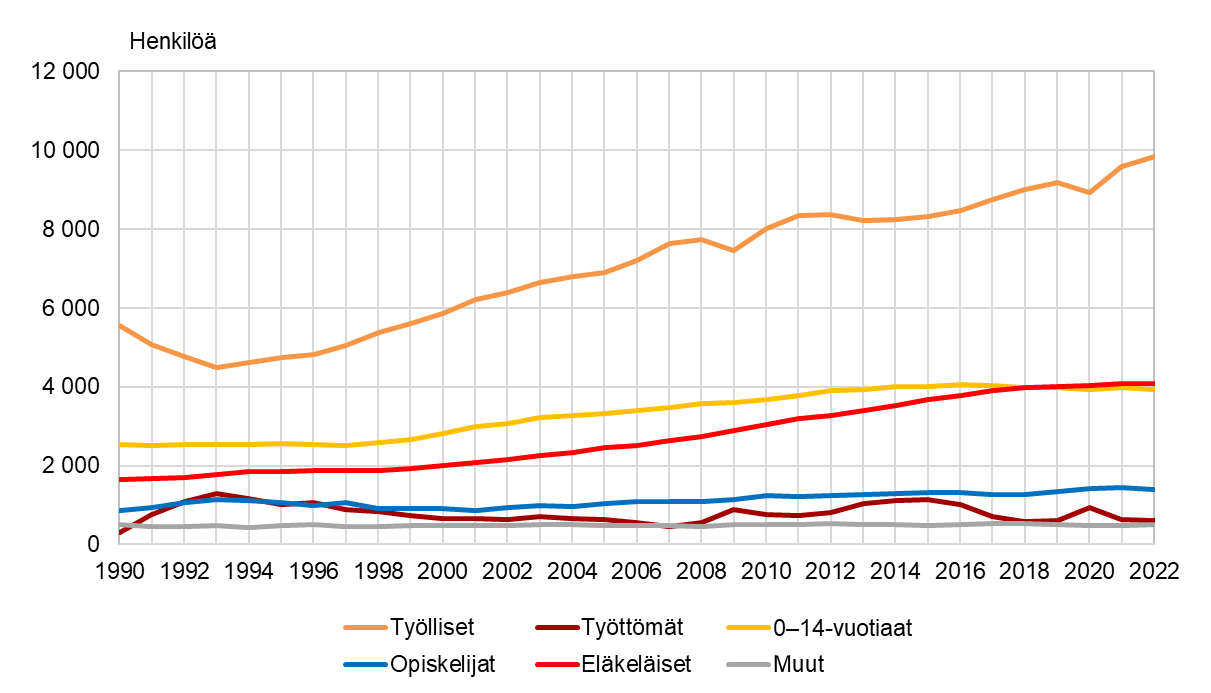 Henkilöä
12 000
10 000
8 000
6 000
4 000
2 000
0
1990 1992 1994 1996 1998 2000 2002 2004 2006 2008 2010 2012 2014 2016 2018 2020 2022
Työlliset Työttömät 0–14-vuotiaat
Opiskelijat Eläkeläiset Muut